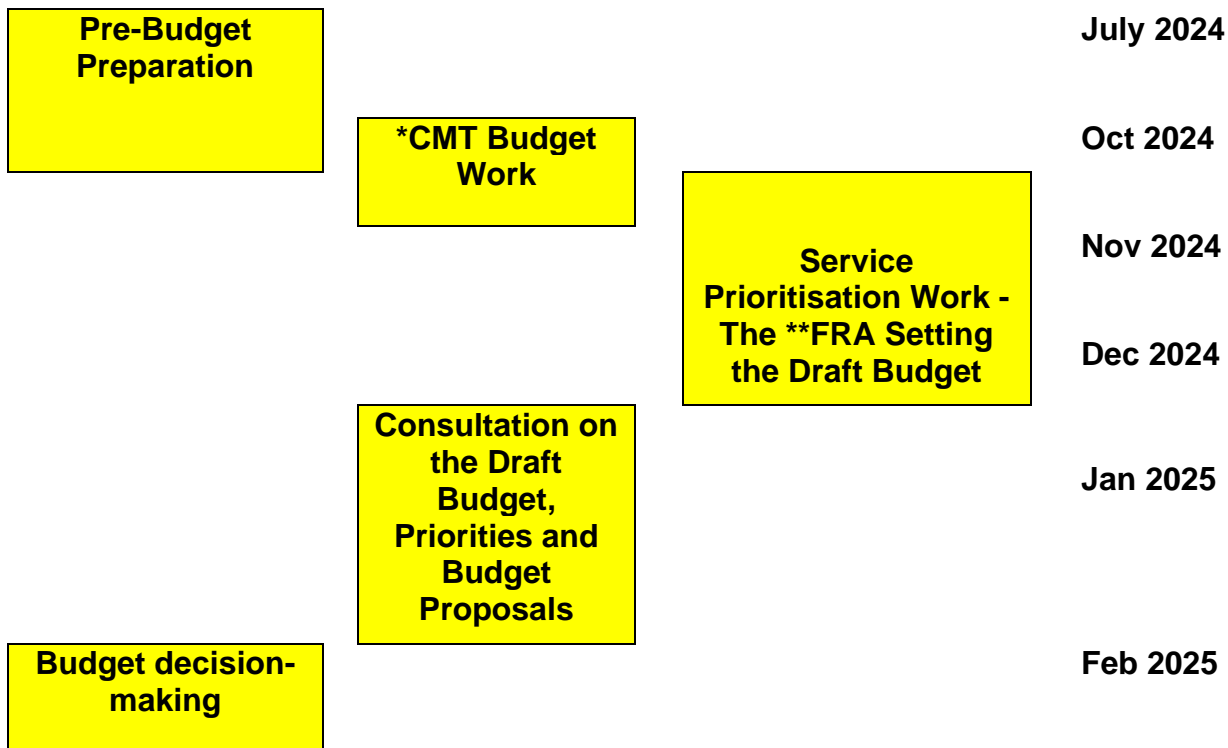 Pre-Budget
Preparation
July 2024
*CMT Budget
Work
Oct 2024
Service
Prioritisation Work -
The **FRA Setting
the Draft Budget
Nov 2024
Dec 2024
Consultation on
the Draft
Budget,
Priorities and
Budget
Proposals
Jan 2025
Budget decision-
making
Feb 2025